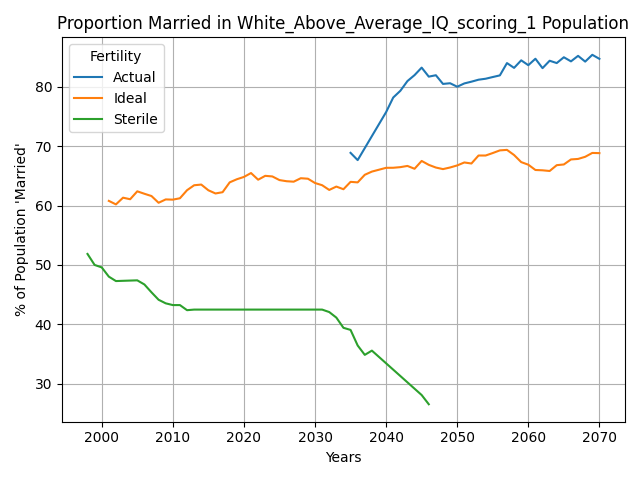 Proportion Married in White_Above_Average_IQ_scoring_1 Population
% of Population 'Married'
Fertility
Actual
Ideal
Sterile
80
70
60
50
40
30
2000 2010 2020 2030 2040 2050 2060 2070
Years